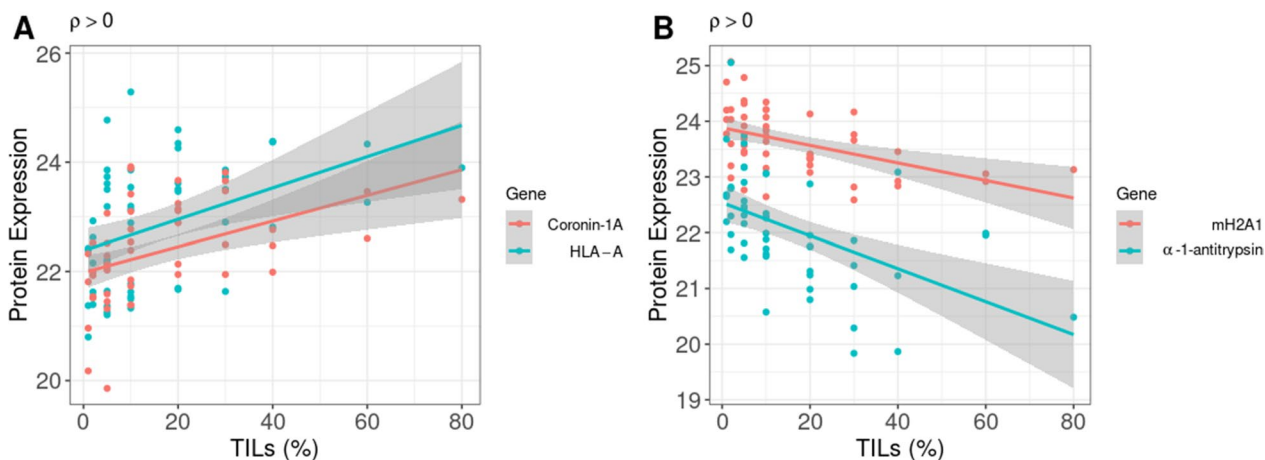 A
ρ > 0
26
24
22
20
Protein Expression
0 20 40 60 80
TILs (%)
Gene
Coronin-1A
HLA−A
B
ρ > 0
25
24
23
22
21
20
19
Protein Expression
0 20 40 60 80
TILs (%)
Gene
mH2A1
α -1-antitrypsin